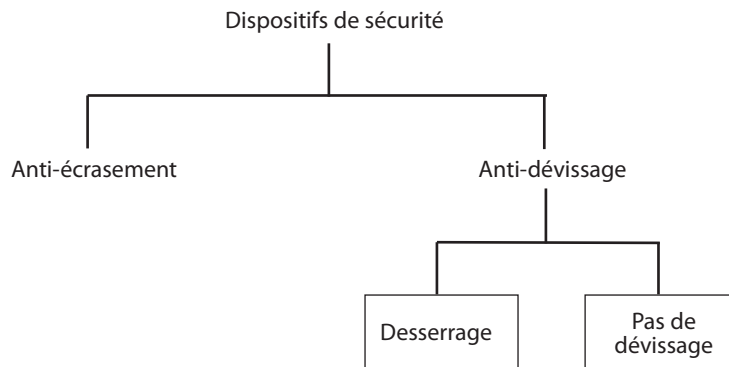 Dispositifs de sécurité
Anti-écrasement
Anti-dévissage
Desserrage
Pas de
dévissage